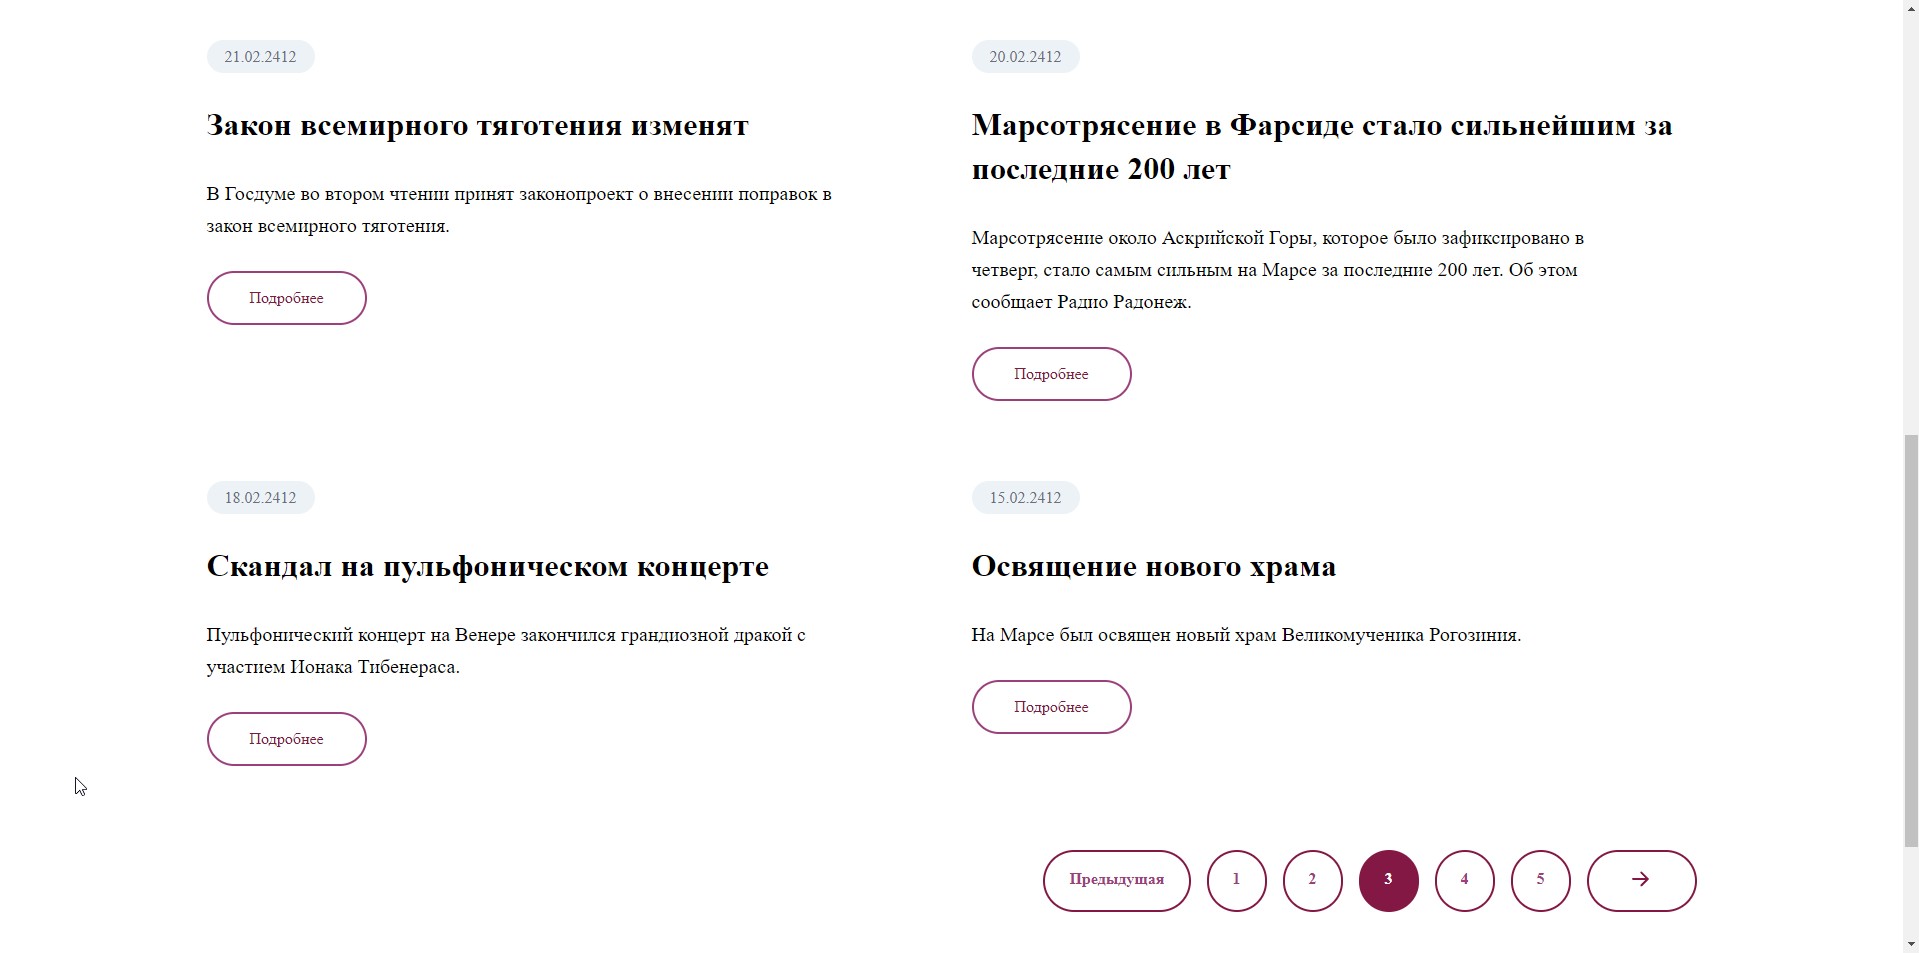 21.02.2412
Закон всемирного тяготения изменят
В Госдуме во втором чтении принят законопроект о внесении поправок в
закон всемирного тяготения.
Подробнее
20.02.2412
Марсотрясение в Фарсиде стало сильнейшим за
последние 200 лет
Марсотрясение около Аскрийской Горы, которое было зафиксировано в
четверг, стало самым сильным на Марсе за последние 200 лет. Об этом
сообщает Радио Радонеж.
Подробнее
18.02.2412
Скандал на пульфоническом концерте
Пульфонический концерт на Венере закончился грандиозной дракой с
участием Ионака Тибенераса.
Подробнее
15.02.2412
Освящение нового храма
На Марсе был освящен новый храм Великомученика Рогозиния.
Подробнее
Предыдущая 1 2 3 4 5 →